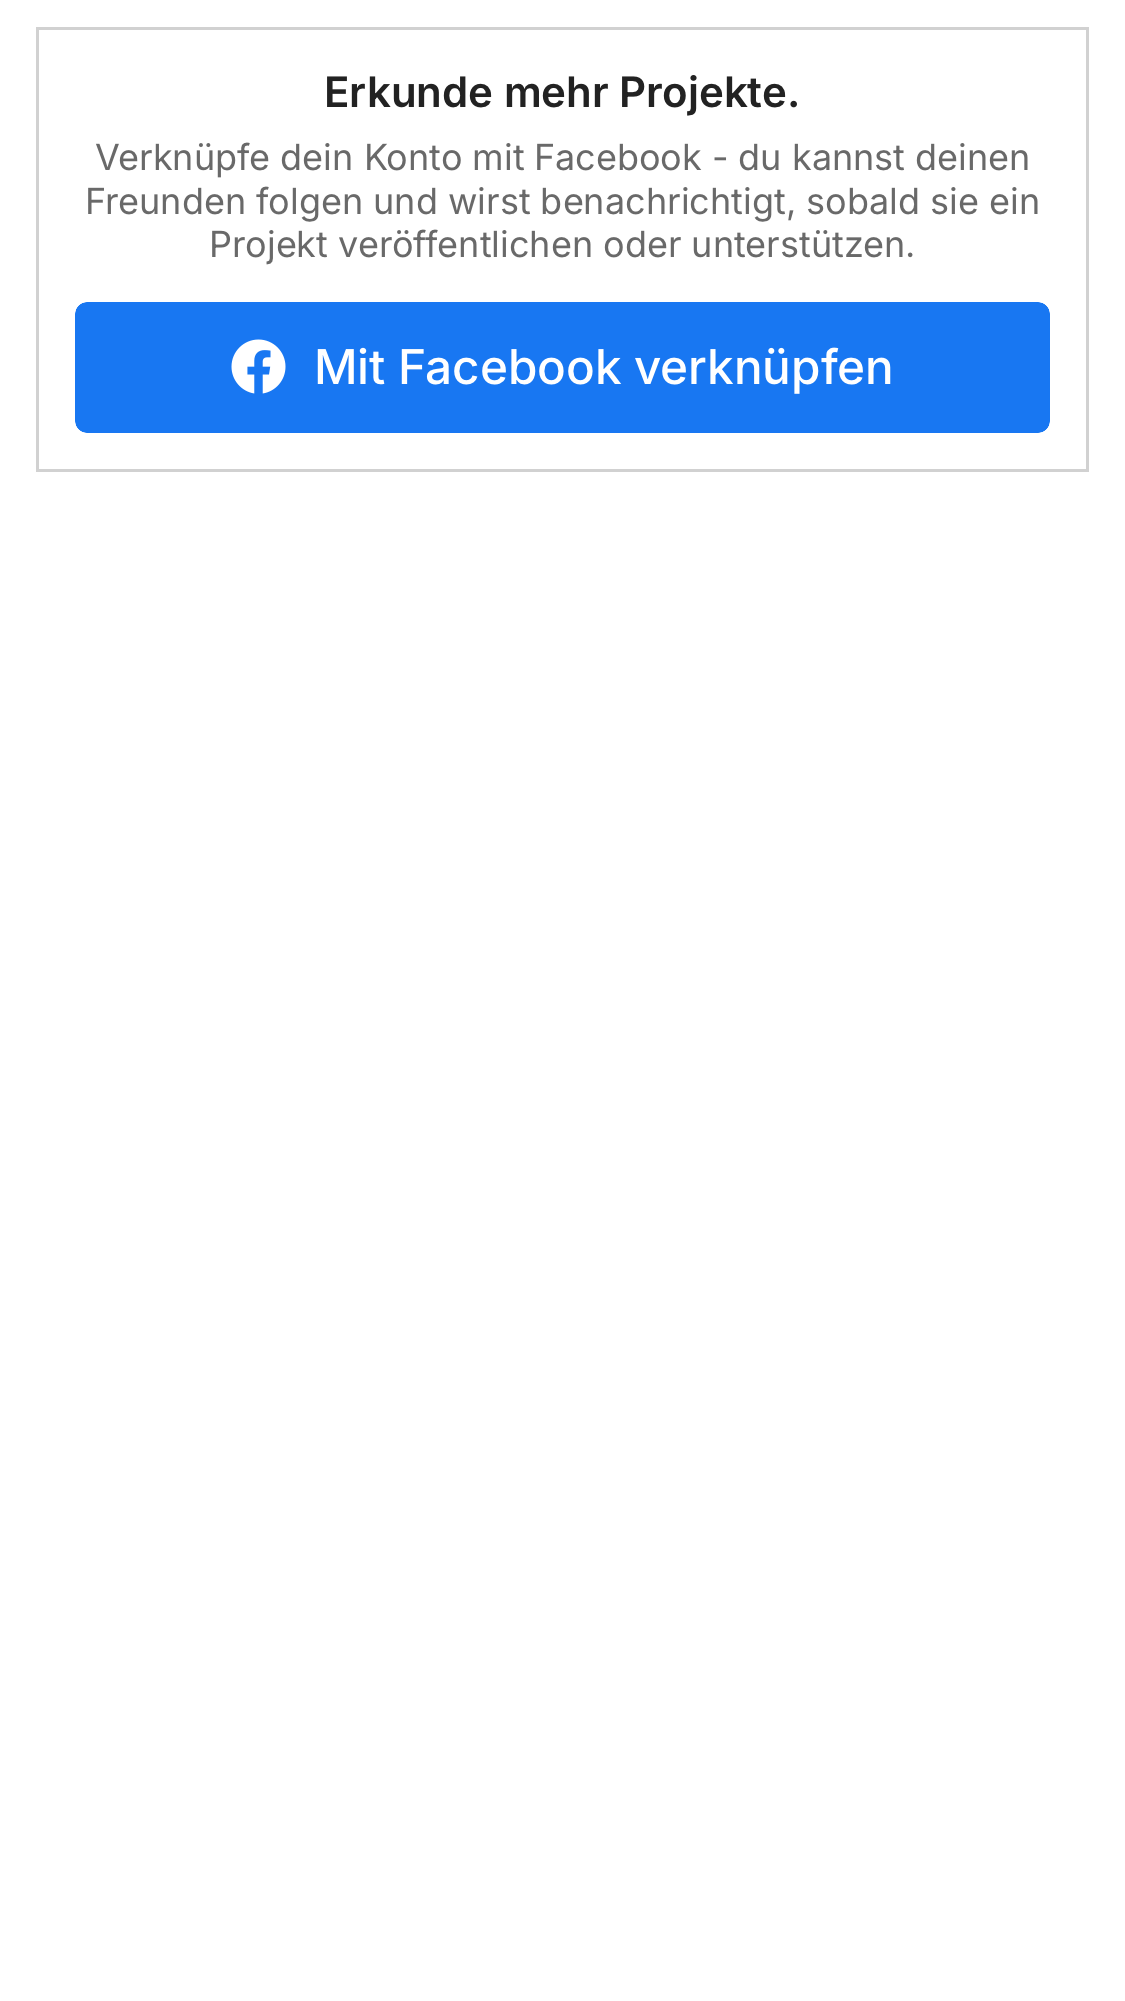 Erkunde mehr Projekte.
Verknüpfe dein Konto mit Facebook - du kannst deinen
Freunden folgen und wirst benachrichtigt, sobald sie ein
Projekt veröffentlichen oder unterstützen.
Mit Facebook verknüpfen